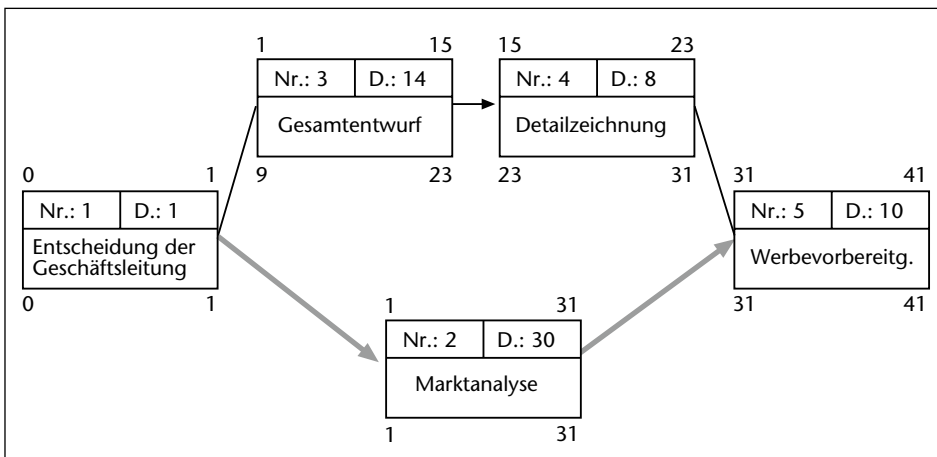 1 15
Nr.: 3 D.: 14
Gesamtentwurf
9 23
15 23
Nr.: 4 D.: 8
Detailzeichnung
23 31
0 1
Nr.: 1 D.: 1
Entscheidung der
Geschäftsleitung
0 1
31 41
Nr.: 5 D.: 10
Werbevorbereitg.
31 41
1 31
Nr.: 2 D.: 30
Marktanalyse
1 31